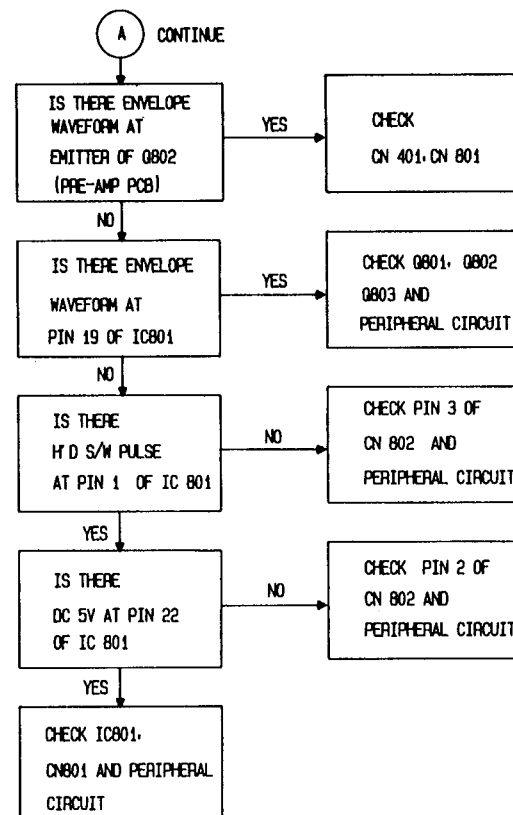 A CONTINUE
IS THERE ENVELOPE
WAVEFORM AT
EMITTER OF Q802
(PRE-AMP PCB)
YES
CHECK
CN 401, CN 801
NO
IS THERE ENVELOPE
WAVEFORM AT
PIN 19 OF IC801
YES
CHECK Q801, Q802
Q803 AND
PERIPHERAL CIRCUIT
NO
IS THERE
H'D S/W PULSE
AT PIN 1 OF IC 801
NO
CHECK PIN 3 OF
CN 802 AND
PERIPHERAL CIRCUIT
YES
IS THERE
DC 5V AT PIN 22
OF IC 801
NO
CHECK PIN 2 OF
CN 802 AND
PERIPHERAL CIRCUIT
YES
CHECK IC801,
CN801 AND PERIPHERAL
CIRCUIT